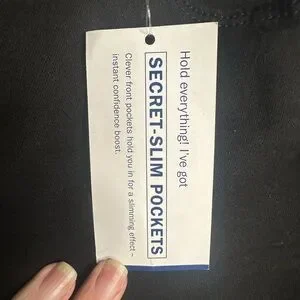 Hold everything! I've got
SECRET-SLIM POCKETS
Clever front pockets hold you in for a slimming effect –
instant confidence boost.